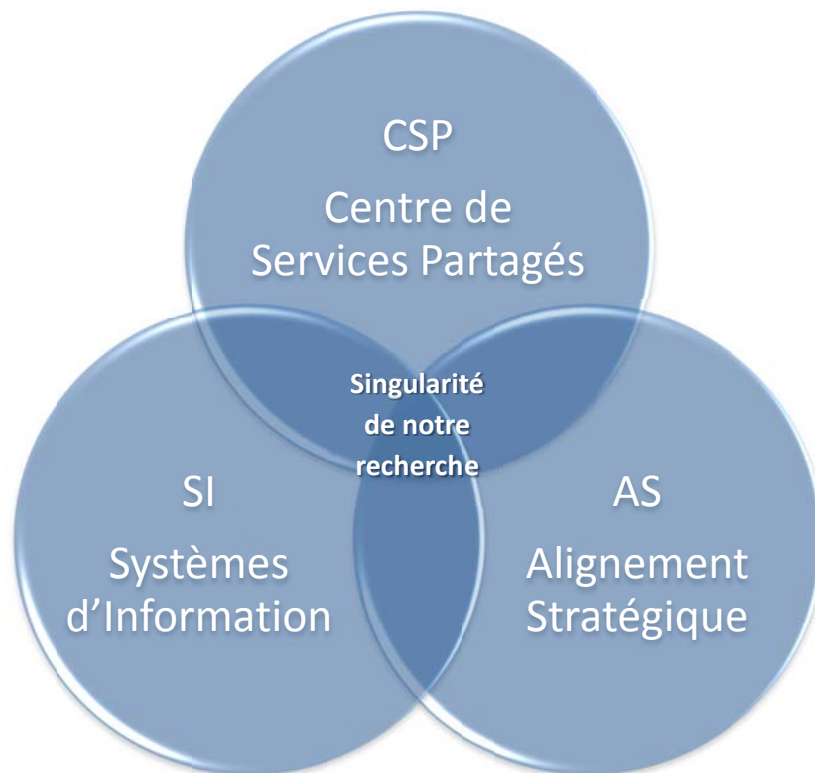 CSP
Centre de
Services Partagés
Singularité
de notre
recherche
SI
Systèmes
d’Information
AS
Alignement
Stratégique